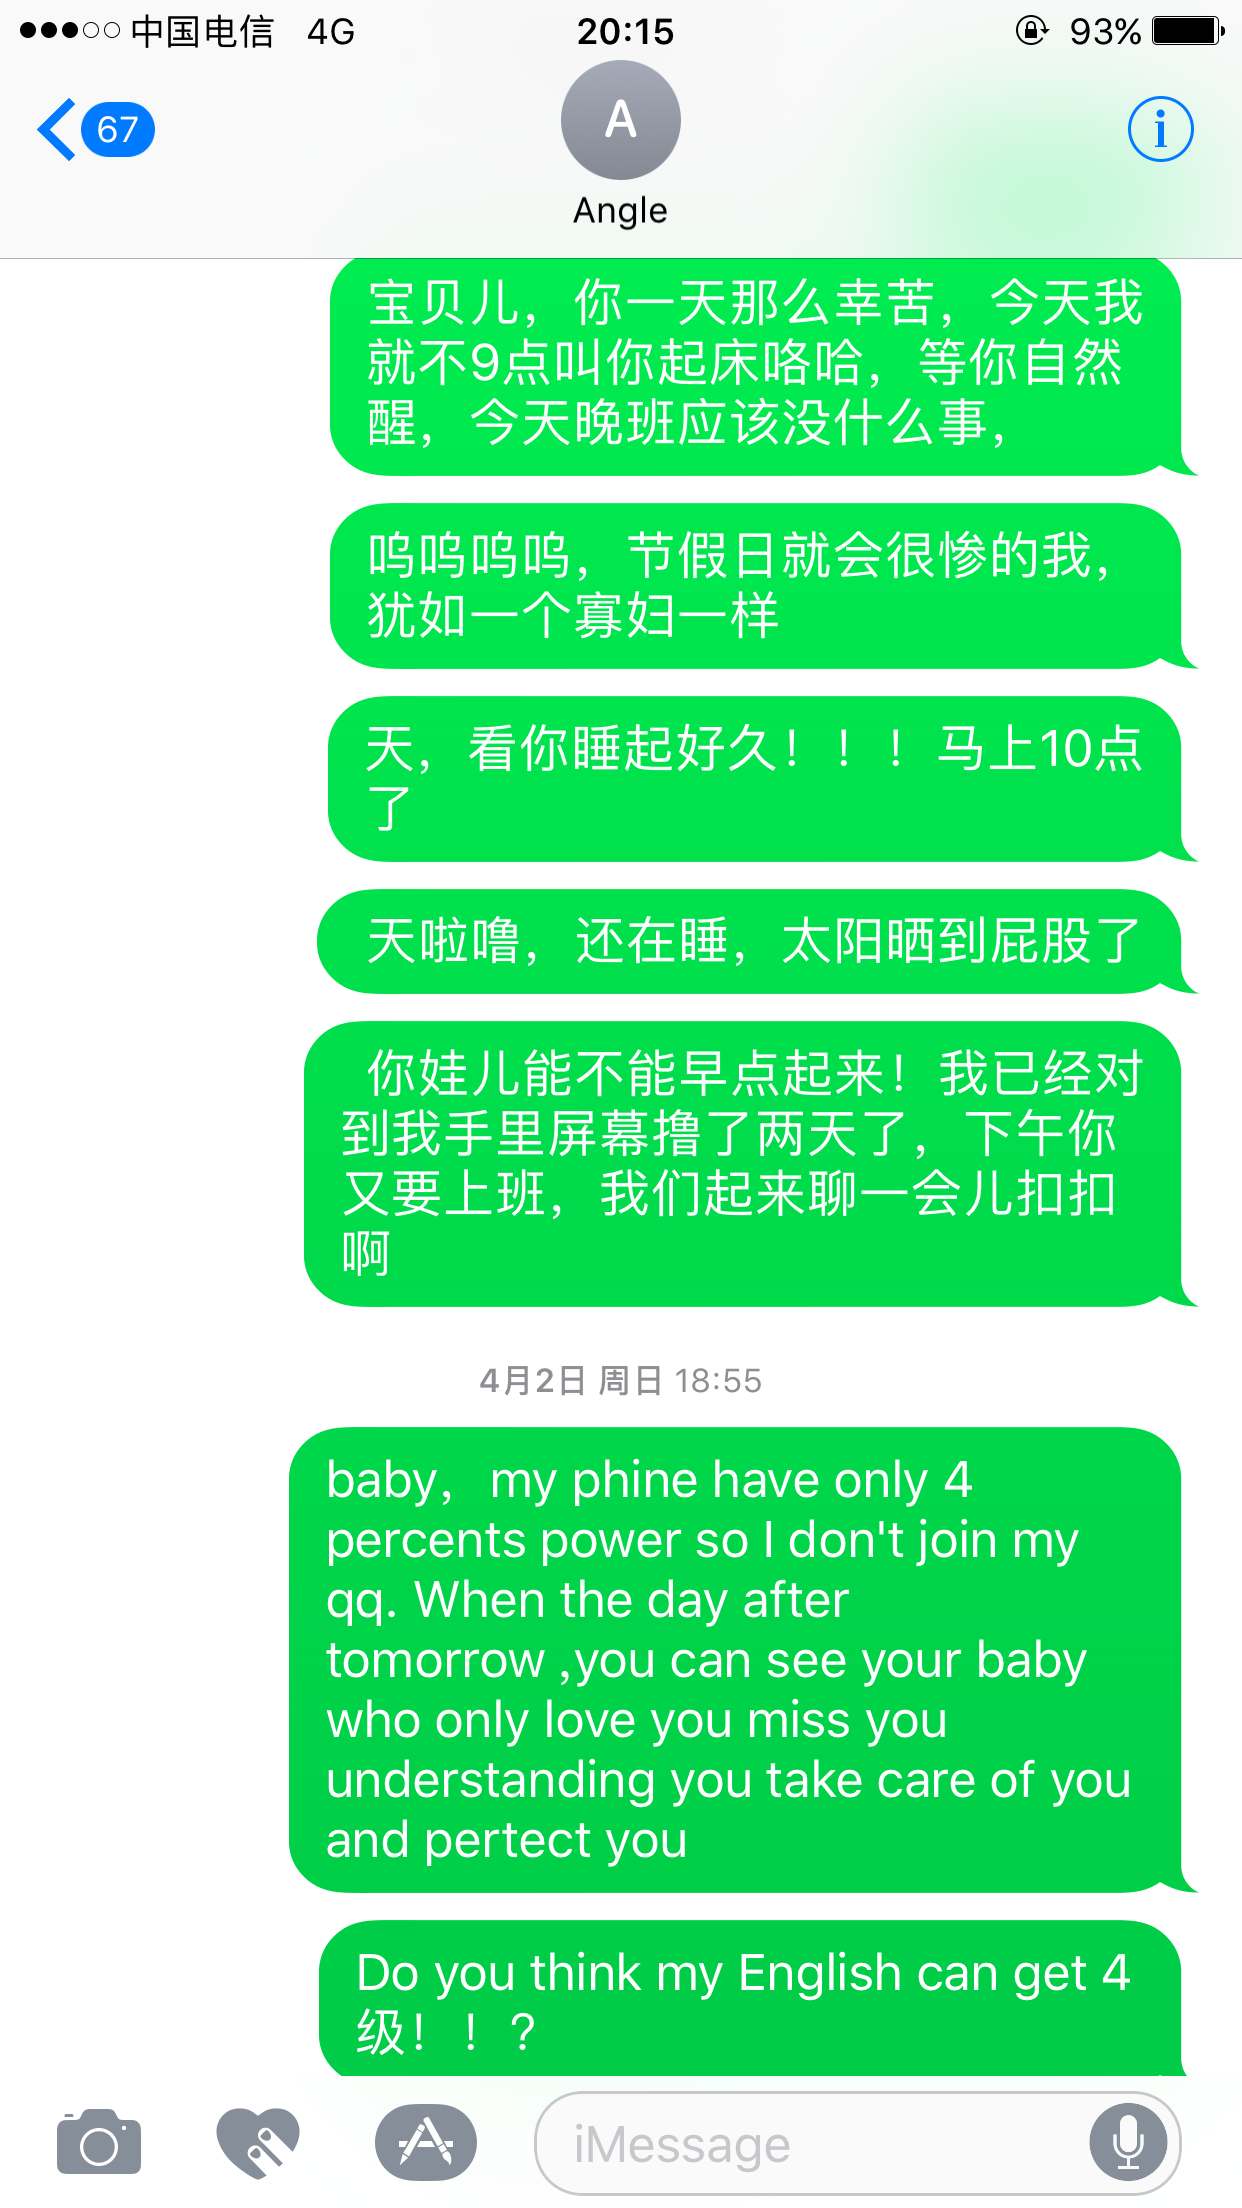 中国电信 4G 20:15 93%
67
A
Angle
宝贝儿，你一天那么幸苦，今天我
就不9点叫你起床咯哈，等你自然
醒，今天晚班应该没什么事，
呜呜呜呜，节假日就会很惨的我，
犹如一个寡妇一样
天，看你睡起好久！！！马上10点
了
天啦噜，还在睡，太阳晒到屁股了
你娃儿能不能早点起来！我已经对
到我手里屏幕撸了两天了，下午你
又要上班，我们起来聊一会儿扣扣
啊
4月2日 周日 18:55
baby，my phine have only 4
percents power so I don't join my
qq. When the day after
tomorrow ,you can see your baby
who only love you miss you
understanding you take care of you
and pertect you
Do you think my English can get 4
级！！？
iMessage